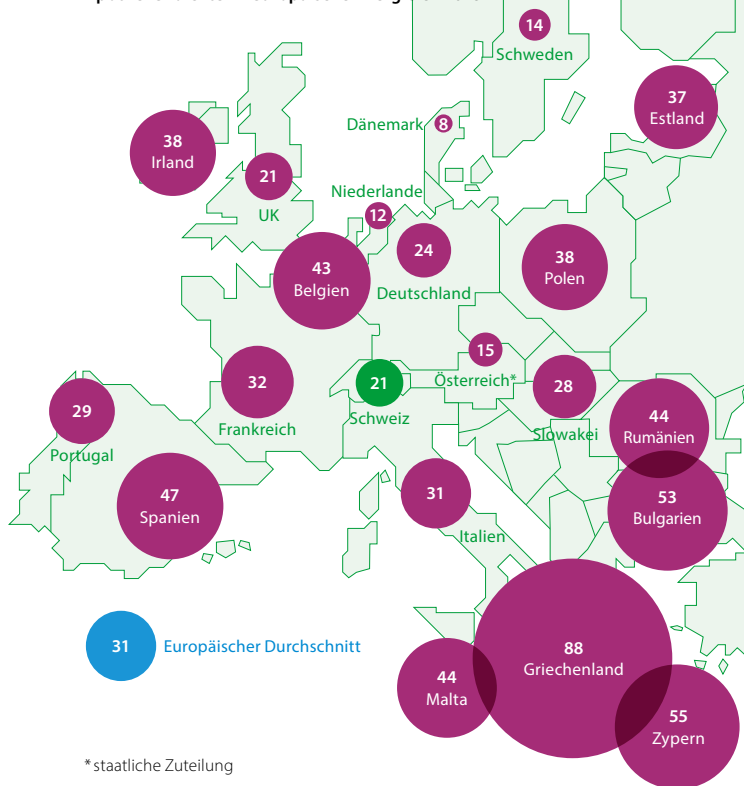 14
Schweden
37
Estland
Dänemark
8
38
Irland
21
UK
Niederlande
12
24
Deutschland
43
Belgien
38
Polen
15
Österreich*
32
Frankreich
21
Schweiz
28
Slowakei
29
Portugal
44
Rumänien
47
Spanien
31
Italien
53
Bulgarien
31
Europäischer Durchschnitt
88
Griechenland
44
Malta
55
Zypern
*staatliche Zuteilung